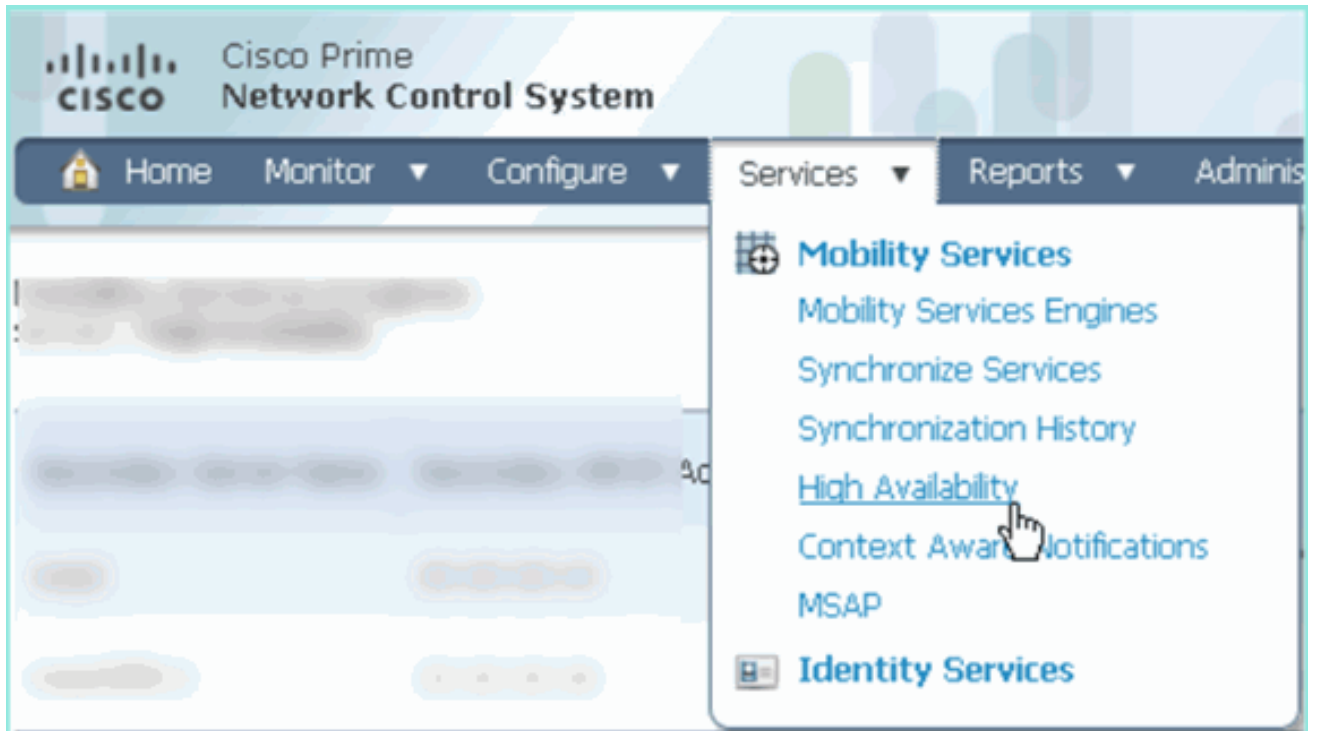 Cisco Prime
CISCO Network Control System
Home Monitor Configure Services Reports Adminis
Mobility Services
Mobility Services Engines
Synchronize Services
Synchronization History
High Availability
Context Aware Notifications
MSAP
Identity Services